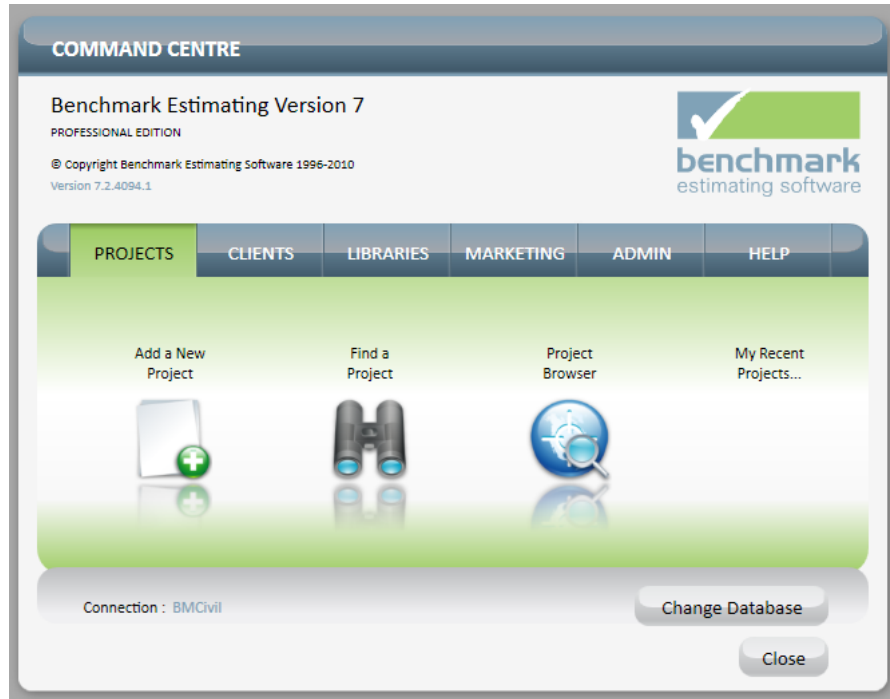 COMMAND CENTRE
Benchmark Estimating Version 7
PROFESSIONAL EDITION
© Copyright Benchmark Estimating Software 1996-2010
Version 7.2.4094.1
benchmark
estimating software
PROJECTS CLIENTS LIBRARIES MARKETING ADMIN HELP
Add a New
Project
Find a
Project
Project
Browser
My Recent
Projects...
Connection : BMCivil
Change Database
Close